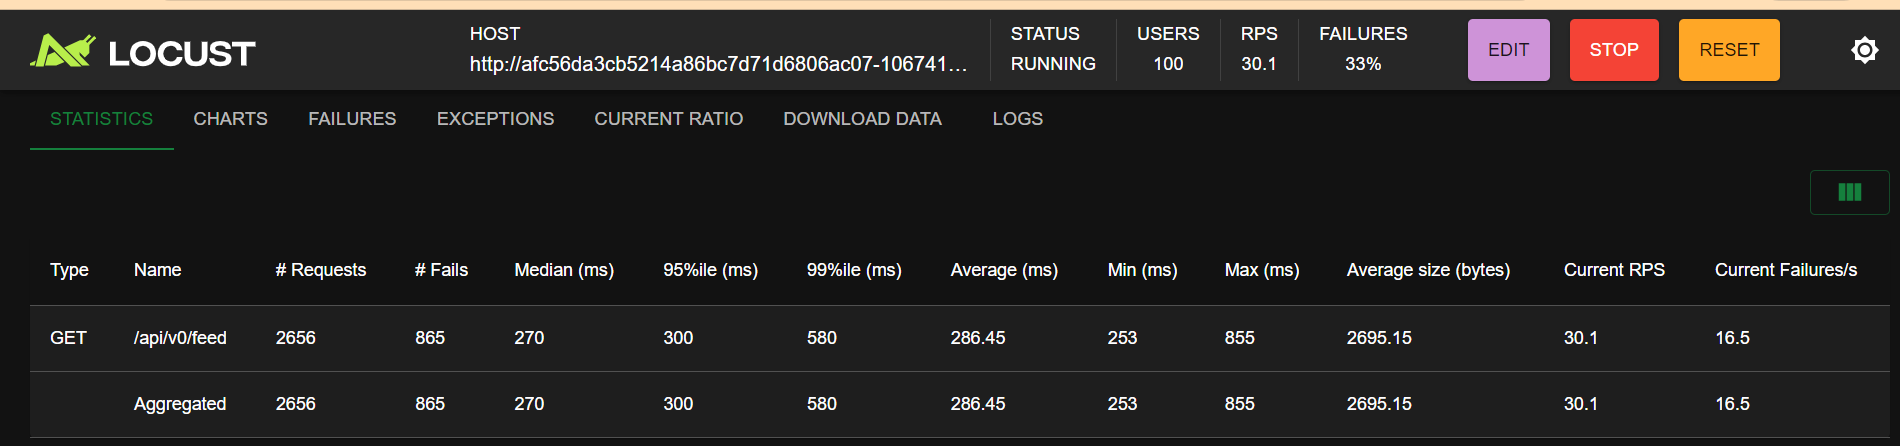 LOCUST
HOST
http://afc56da3cb5214a86bc7d71d6806ac07-106741…
STATUS
RUNNING
USERS
100
RPS
30.1
FAILURES
33%
EDIT
STOP
RESET
STATISTICS CHARTS FAILURES EXCEPTIONS CURRENT RATIO DOWNLOAD DATA LOGS
Type Name # Requests # Fails Median (ms) 95%ile (ms) 99%ile (ms) Average (ms) Min (ms) Max (ms) Average size (bytes) Current RPS Current Failures/s
GET /api/v0/feed 2656 865 270 300 580 286.45 253 855 2695.15 30.1 16.5
Aggregated 2656 865 270 300 580 286.45 253 855 2695.15 30.1 16.5